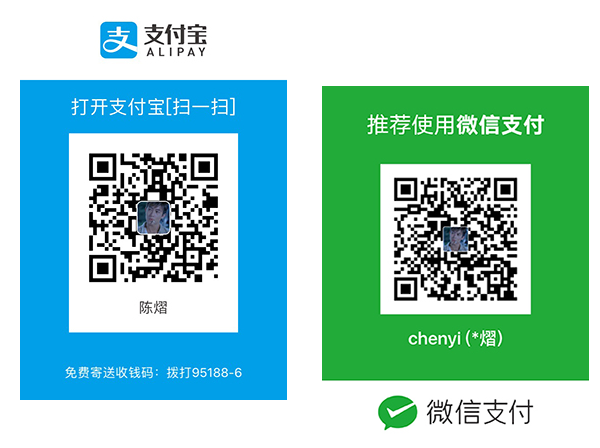 支 支付宝
ALIPAY
打开支付宝[扫一扫]
陈熠
免费寄送收钱码：拨打95188-6
推荐使用微信支付
chenyi (*熠)
微信支付